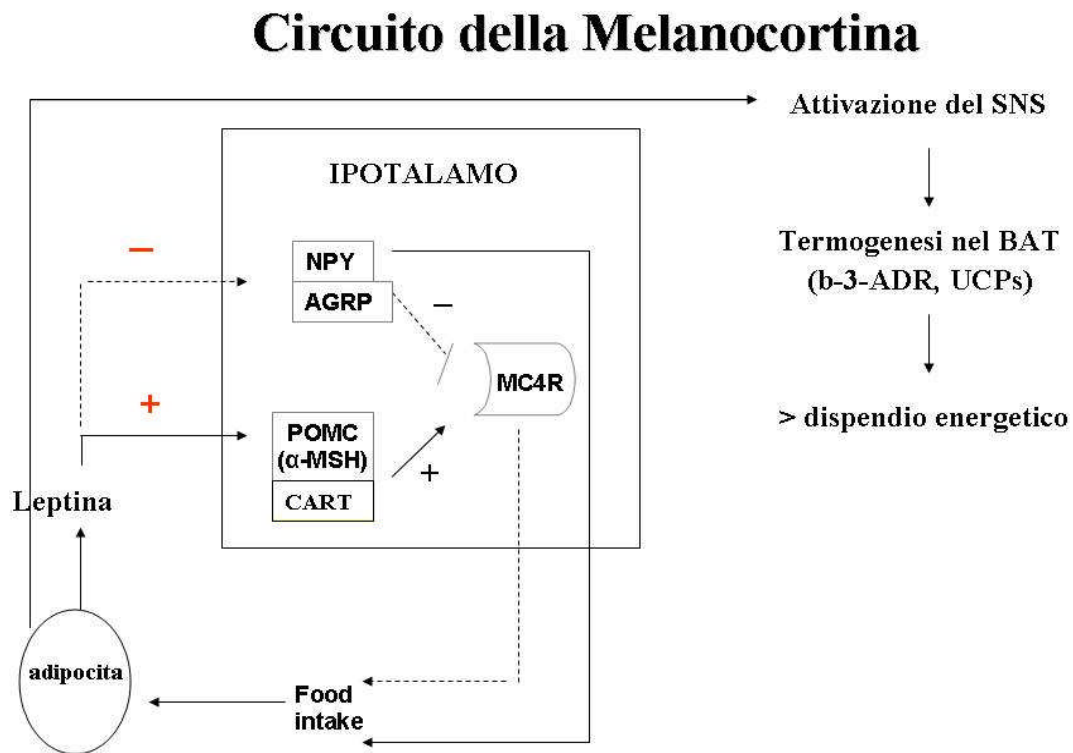 Circuito della Melanocortina
Attivazione del SNS
IPOTALAMO
−
NPY
AGRP
−
Termogenesi nel BAT
(b-3-ADR, UCPs)
MC4R
+
POMC
(α-MSH)
CART
+
> dispendio energetico
Leptina
adipocita
Food
intake